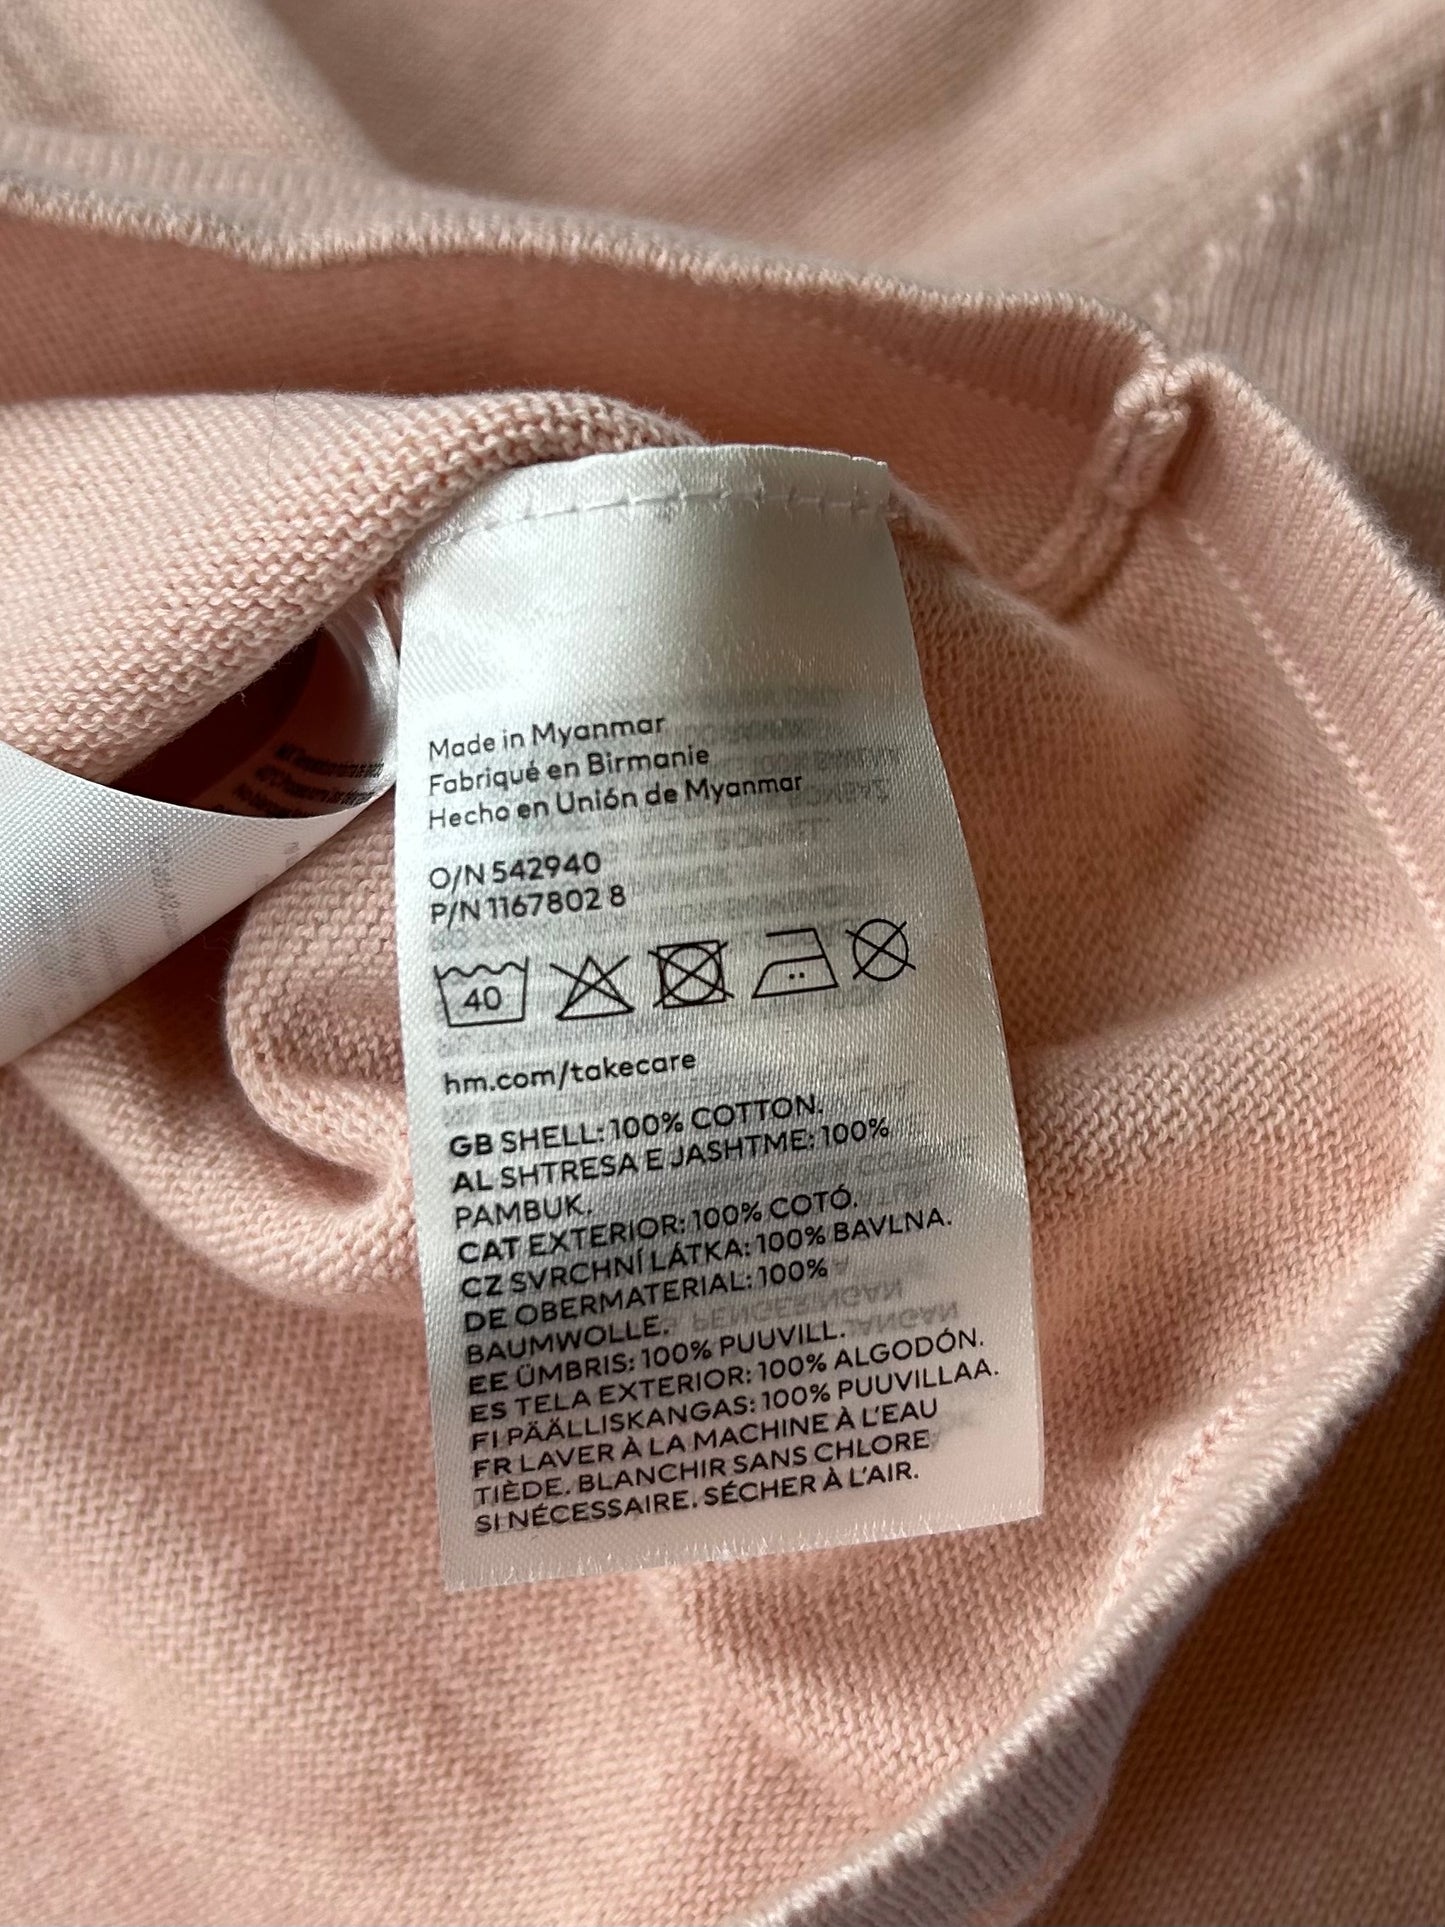 Made in Myanmar
Fabriqué en Birmanie
Hecho en Unión de Myanmar
O/N 542940
P/N 1167802 8
40
hm.com/takecare
GB SHELL: 100% COTTON.
AL SHTRESA E JASHTME: 100%
PAMBUK.
CAT EXTERIOR: 100% COTÓ.
CZ SVRCHNÍ LÁTKA: 100% BAVLNA.
DE OBERMATERIAL: 100%
BAUMWOLLE.
EE ÜMBRIS: 100% PUUVILL.
ES TELA EXTERIOR: 100% ALGODÓN.
FI PÄÄLLISKANGAS: 100% PUUVILLAA.
FR LAVER À LA MACHINE À L'EAU
TIÈDE. BLANCHIR SANS CHLORE
SI NÉCESSAIRE. SÉCHER À L'AIR.